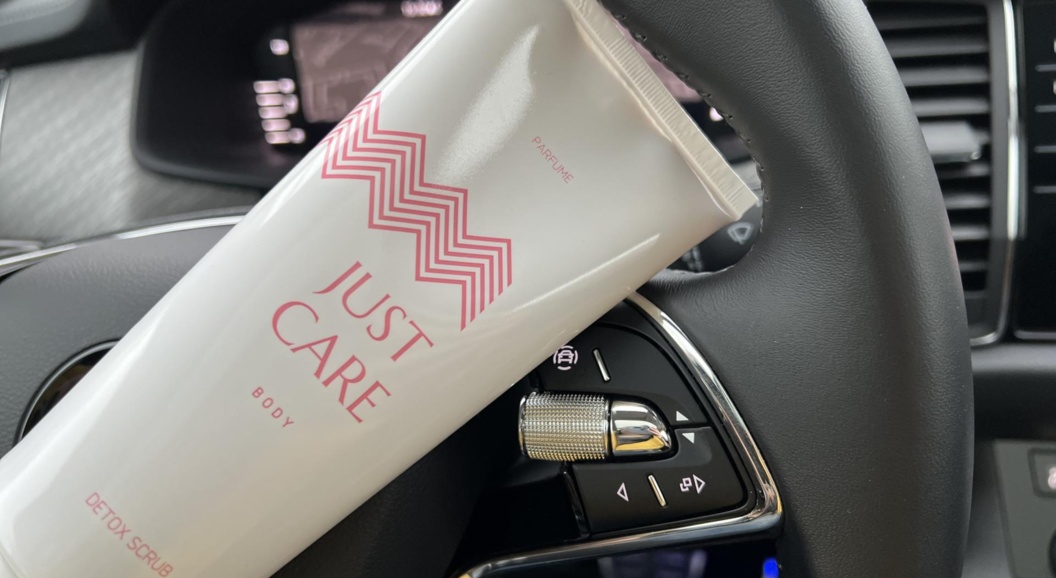 PARFUME
JUST
CARE
BODY
DETOX SCRUB